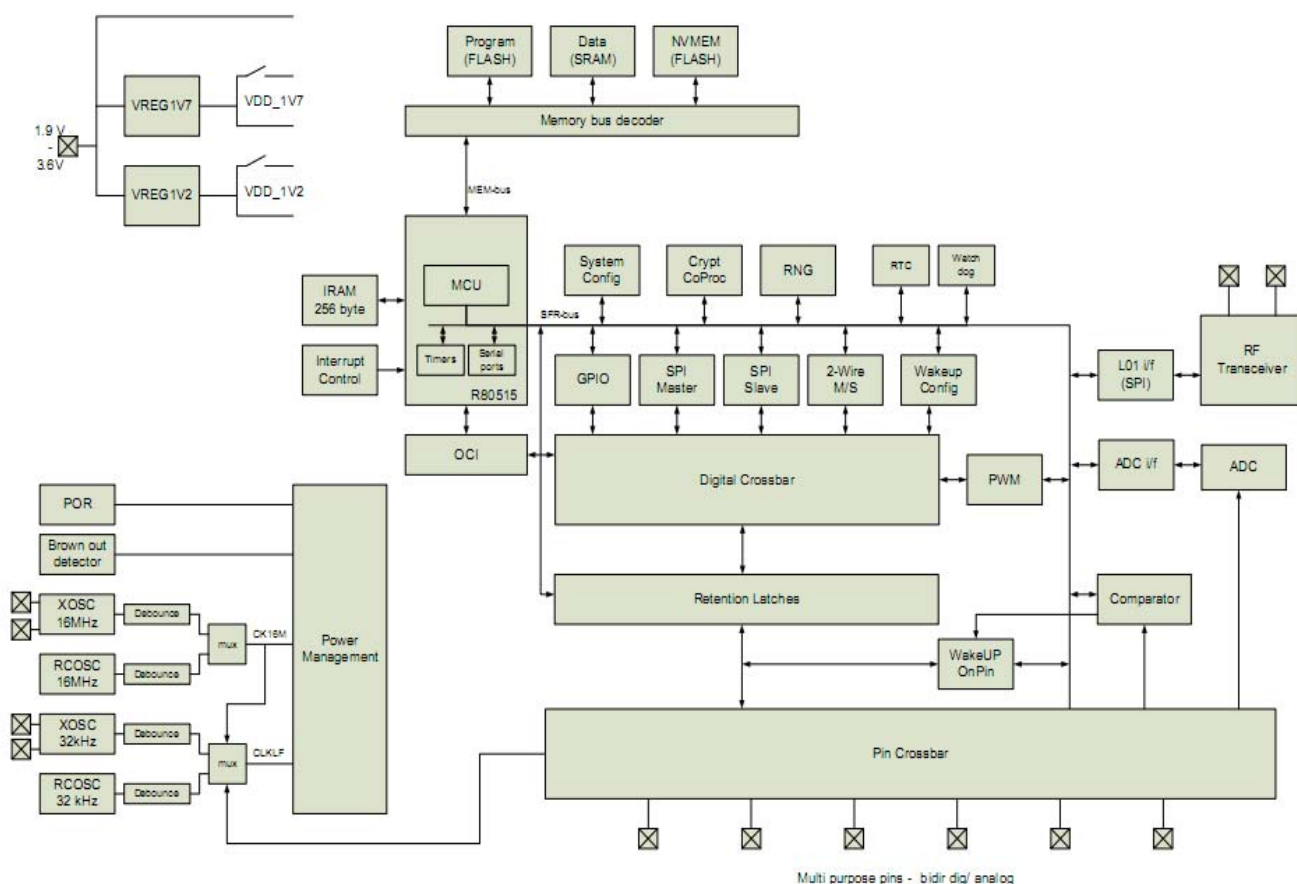 Program
(FLASH)
Data
(SRAM)
NVMEM
(FLASH)
VREG1V7
VDD_1V7
Memory bus decoder
1.9 V
-
3.6V
VREG1V2
VDD_1V2
MEM-bus
System
Config
Crypt
CoProc
RNG
RTC
Watch
dog
MCU
IRAM
256 byte
SFR-bus
Timers
Serial
ports
R80515
Interrupt
Control
GPIO
SPI
Master
SPI
Slave
2-Wire
M/S
Wakeup
Config
L01 i/f
(SPI)
RF
Transceiver
OCI
Digital Crossbar
PWM
ADC i/f
ADC
POR
Brown out
detector
XOSC
16MHz
Debounce
mux
CK16M
RCOSC
16MHz
Debounce
Power
Management
Retention Latches
Comparator
WakeUP
OnPin
XOSC
32kHz
Debounce
mux
CLKLF
RCOSC
32 kHz
Debounce
Pin Crossbar
Multi purpose pins - bidir dig/ analog